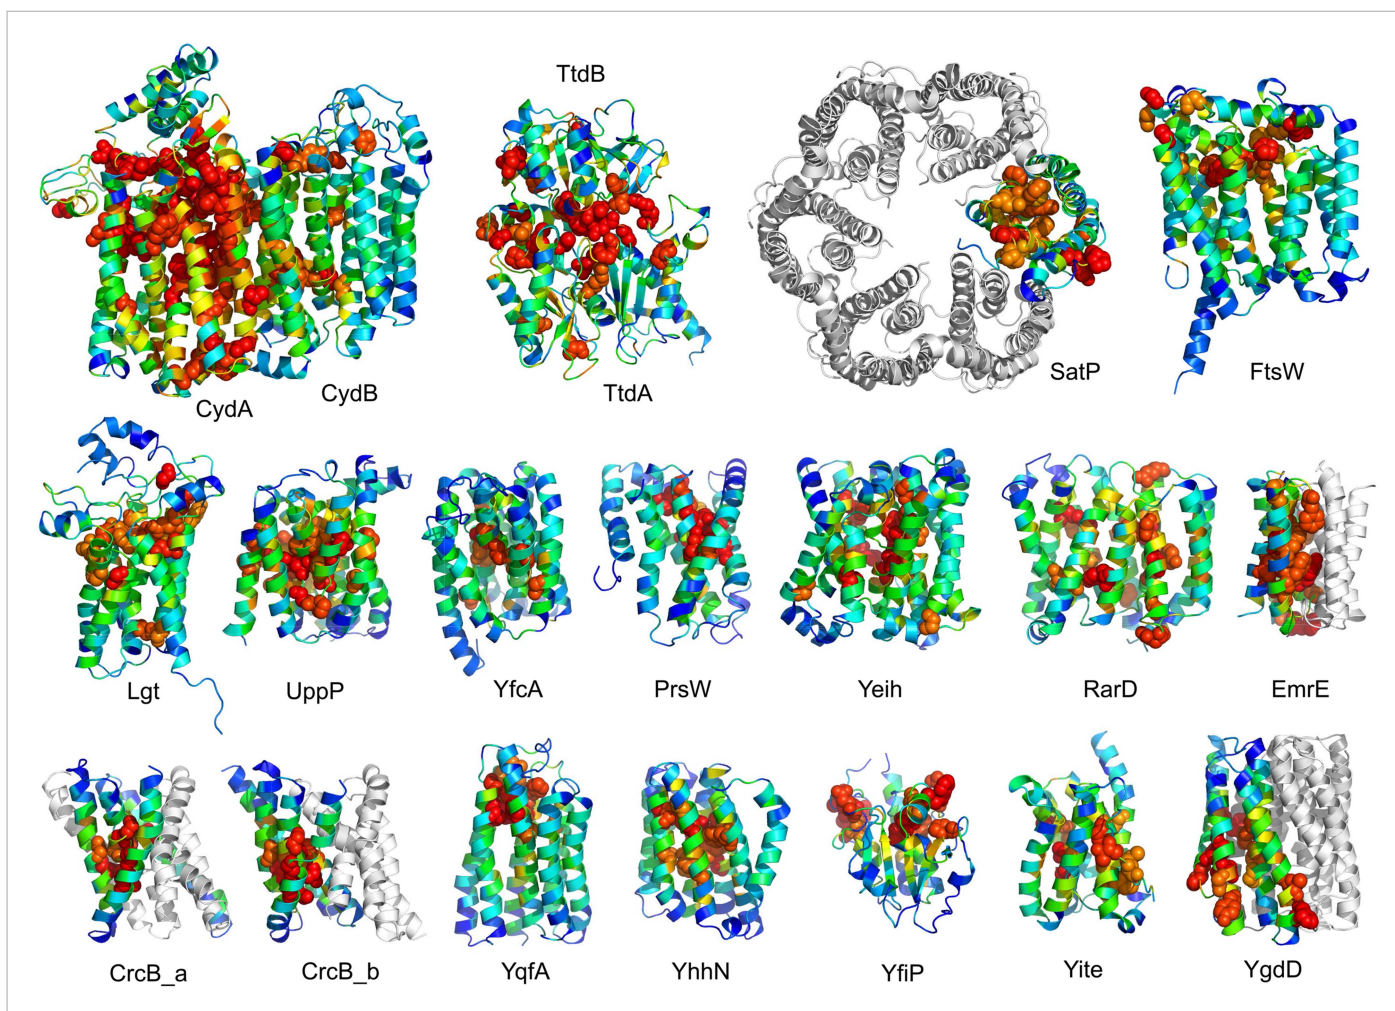 TtdB
SatP
FtsW
CydB
TtdA
CydA
Lgt
UppP
YfcA
PrsW
Yeih
RarD
EmrE
CrcB_a
CrcB_b
YqfA
YhhN
YfiP
Yite
YgdD